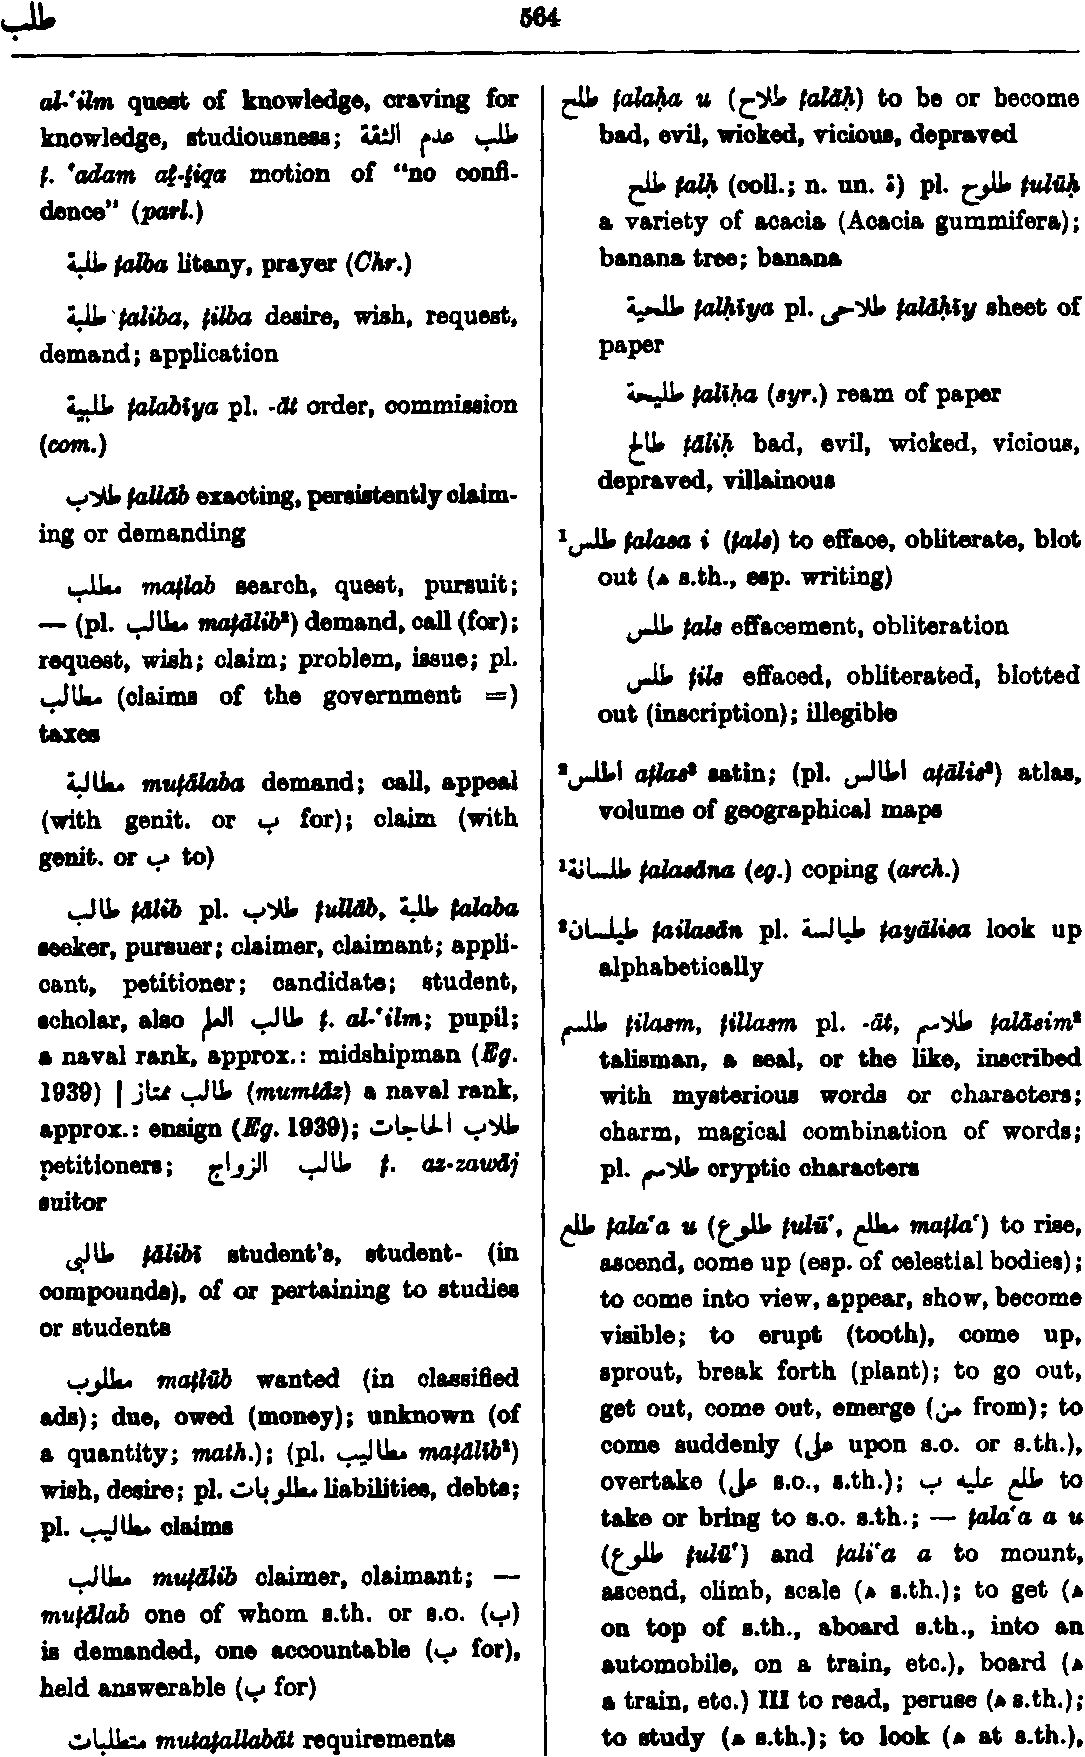 طلب
564
al-‘ilm quest of knowledge, craving for
knowledge, studiousness; طلب عدم الثقة
ṭ. ‘adam aṯ-ṯiqa motion of “no confi-
dence” (parl.)
طلبة ṭalba litany, prayer (Chr.)
طلبة ṭaliba, ṭilba desire, wish, request,
demand; application
طلبية ṭalabīya pl. -āt order, commission
(com.)
طلاب ṭallāb exacting, persistently claim-
ing or demanding
مطلب maṭlab search, quest, pursuit;
— (pl. مطالب maṭālib²) demand, call (for);
request, wish; claim; problem, issue; pl.
مطالب (claims of the government =)
taxes
مطالبة muṭālaba demand; call, appeal
(with genit. or ب for); claim (with
genit. or ب to)
طالب ṭālib pl. طلاب ṭullāb, طلبة ṭalaba
seeker, pursuer; claimer, claimant; appli-
cant, petitioner; candidate; student,
scholar, also طالب العلم ṭ. al-‘ilm; pupil;
a naval rank, approx.: midshipman (Eg.
1939) | طالب ممتاز (mumtāz) a naval rank,
approx.: ensign (Eg. 1939); طلاب الحاجات
petitioners; طالب الزواج ṭ. az-zawāj
suitor
طالبى ṭālibī student’s, student- (in
compounds), of or pertaining to studies
or students
مطلوب maṭlūb wanted (in classified
ads); due, owed (money); unknown (of
a quantity; math.); (pl. مطاليب maṭālīb²)
wish, desire; pl. مطلوبات liabilities, debts;
pl. مطاليب claims
مطالب muṭālib claimer, claimant; —
muṭālab one of whom s.th. or s.o. (ب)
is demanded, one accountable (ب for),
held answerable (ب for)
متطلبات mutaṭallabāt requirements
طلح ṭalaḥa u (طلاح ṭalāḥ) to be or become
bad, evil, wicked, vicious, depraved
طلح ṭalḥ (coll.; n. un. ة) pl. طلوح ṭulūḥ
a variety of acacia (Acacia gummifera);
banana tree; banana
طلحية ṭalḥīya pl. طلاحى ṭalāḥīy sheet of
paper
طليحة ṭalīḥa (syr.) ream of paper
طالح ṭāliḥ bad, evil, wicked, vicious,
depraved, villainous
¹طلس ṭalasa i (ṭals) to efface, obliterate, blot
out (ه s.th., esp. writing)
طلس ṭals effacement, obliteration
طلس ṭils effaced, obliterated, blotted
out (inscription); illegible
²اطلس aṭlas² satin; (pl. اطالس aṭālis²) atlas,
volume of geographical maps
¹طلسانة ṭalasāna (eg.) coping (arch.)
²طيلسان ṭailasān pl. طيالسة ṭayālisa look up
alphabetically
طلسم ṭilasm, ṭillasm pl. -āt, طلاسم ṭalāsim²
talisman, a seal, or the like, inscribed
with mysterious words or characters;
charm, magical combination of words;
pl. طلاسم cryptic characters
طلع ṭala‘a u (طلوع ṭulū‘, مطلع maṭla‘) to rise,
ascend, come up (esp. of celestial bodies);
to come into view, appear, show, become
visible; to erupt (tooth), come up,
sprout, break forth (plant); to go out,
get out, come out, emerge (من from); to
come suddenly (على upon s.o. or s.th.),
overtake (على s.o., s.th.); طلع عليه ب to
take or bring to s.o. s.th.; — ṭala‘a a u
(طلوع ṭulū‘) and ṭali‘a a to mount,
ascend, climb, scale (ه s.th.); to get (ه
on top of s.th., aboard s.th., into an
automobile, on a train, etc.), board (ه
a train, etc.) III to read, peruse (ه s.th.);
to study (ه s.th.); to look (ه at s.th.),